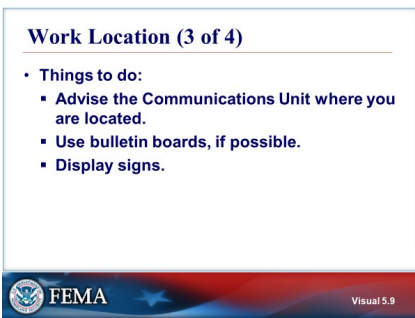 Work Location (3 of 4)
• Things to do:
▪ Advise the Communications Unit where you
are located.
▪ Use bulletin boards, if possible.
▪ Display signs.
FEMA
Visual 5.9